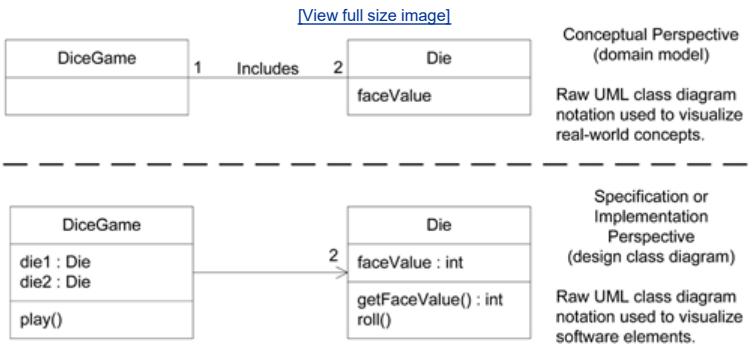 [View full size image]
DiceGame
1 Includes 2
Die
faceValue
Conceptual Perspective
(domain model)
Raw UML class diagram
notation used to visualize
real-world concepts.
DiceGame
die1 : Die
die2 : Die
play()
2
Die
faceValue : int
getFaceValue() : int
roll()
Specification or
Implementation
Perspective
(design class diagram)
Raw UML class diagram
notation used to visualize
software elements.